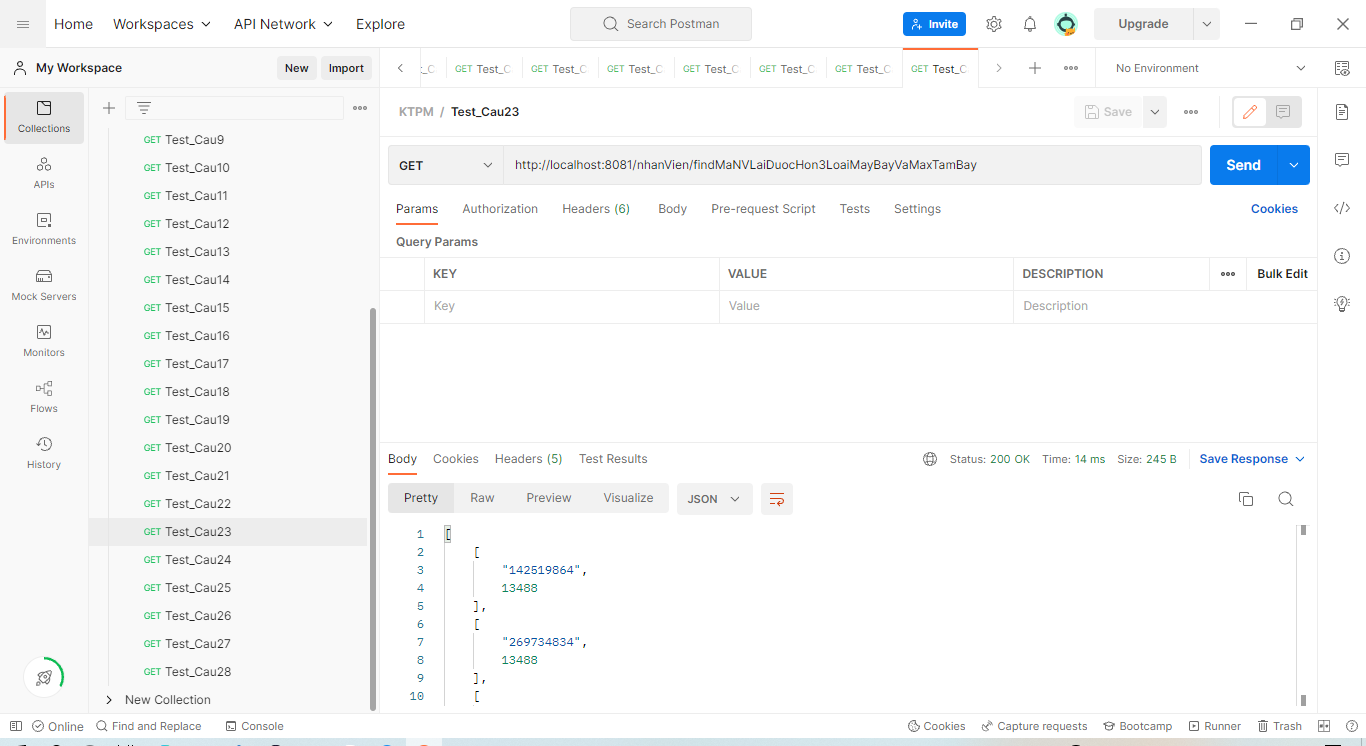 Home Workspaces API Network Explore Search Postman Invite Upgrade
My Workspace New Import
GET Test_C GET Test_C GET Test_C GET Test_C GET Test_C GET Test_C GET Test_C No Environment
Collections
APIs
Environments
Mock Servers
Monitors
Flows
History
GET Test_Cau9
GET Test_Cau10
GET Test_Cau11
GET Test_Cau12
GET Test_Cau13
GET Test_Cau14
GET Test_Cau15
GET Test_Cau16
GET Test_Cau17
GET Test_Cau18
GET Test_Cau19
GET Test_Cau20
GET Test_Cau21
GET Test_Cau22
GET Test_Cau23
GET Test_Cau24
GET Test_Cau25
GET Test_Cau26
GET Test_Cau27
GET Test_Cau28
New Collection
KTPM / Test_Cau23 Save
GET http://localhost:8081/nhanVien/findMaNVLaiDuocHon3LoaiMayBayVaMaxTamBay Send
Params Authorization Headers (6) Body Pre-request Script Tests Settings Cookies
Query Params
KEY VALUE DESCRIPTION Bulk Edit
Key Value Description
Body Cookies Headers (5) Test Results Status: 200 OK Time: 14 ms Size: 245 B Save Response
Pretty Raw Preview Visualize JSON
1 [
2 [
3 "142519864",
4 13488
5 ],
6 [
7 "269734834",
8 13488
9 ],
10 [
Online Find and Replace Console Cookies Capture requests Bootcamp Runner Trash